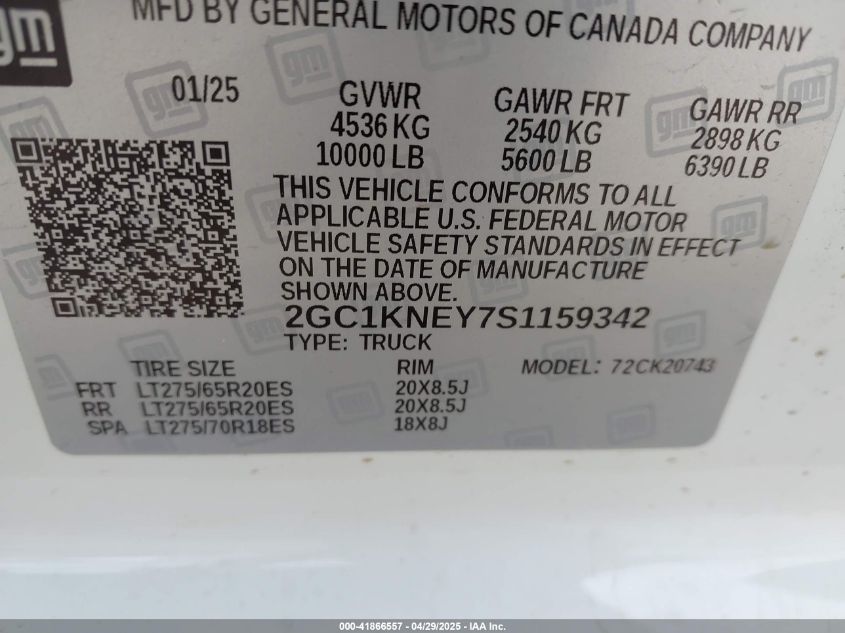 gm
MFD BY GENERAL MOTORS OF CANADA COMPANY
01/25
GVWR
4536 KG
10000 LB
GAWR FRT
2540 KG
5600 LB
GAWR RR
2898 KG
6390 LB
THIS VEHICLE CONFORMS TO ALL
APPLICABLE U.S. FEDERAL MOTOR
VEHICLE SAFETY STANDARDS IN EFFECT
ON THE DATE OF MANUFACTURE
SHOWN ABOVE.
2GC1KNEY7S1159342
TYPE: TRUCK
TIRE SIZE RIM MODEL: 72CK20743
FRT LT275/65R20ES 20X8.5J
RR LT275/65R20ES 20X8.5J
SPA LT275/70R18ES 18X8J
000-41866557 - 04/29/2025 - IAA Inc.